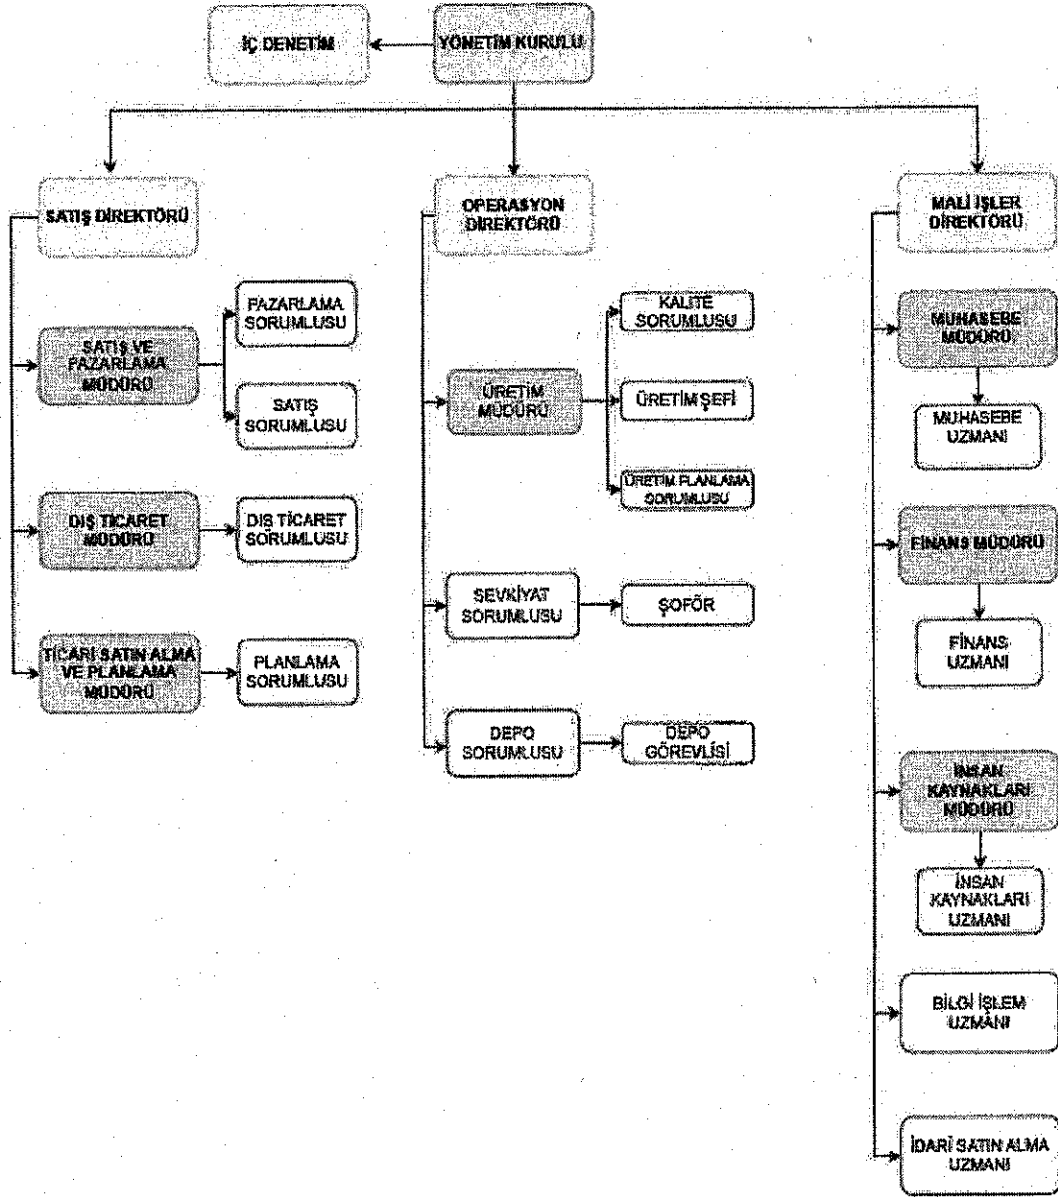 İÇ DENETİM
YÖNETİM KURULU
SATIŞ DİREKTÖRÜ
PAZARLAMA
SORUMLUSU
SATIŞ VE
PAZARLAMA
MÜDÜRÜ
SATIŞ
SORUMLUSU
DIŞ TİCARET
MÜDÜRÜ
DIŞ TİCARET
SORUMLUSU
TİCARİ SATIN ALMA
VE PLANLAMA
MÜDÜRÜ
PLANLAMA
SORUMLUSU
OPERASYON
DİREKTÖRÜ
KALİTE
SORUMLUSU
ÜRETİM
MÜDÜRÜ
ÜRETİM ŞEFİ
ÜRETİM PLANLAMA
SORUMLUSU
SEVKİYAT
SORUMLUSU
ŞOFÖR
DEPO
SORUMLUSU
DEPO
GÖREVLİSİ
MALİ İŞLER
DİREKTÖRÜ
MUHASEBE
MÜDÜRÜ
MUHASEBE
UZMANI
FİNANS MÜDÜRÜ
FİNANS
UZMANI
İNSAN
KAYNAKLARI
MÜDÜRÜ
İNSAN
KAYNAKLARI
UZMANI
BİLGİ İŞLEM
UZMANI
İDARİ SATIN ALMA
UZMANI